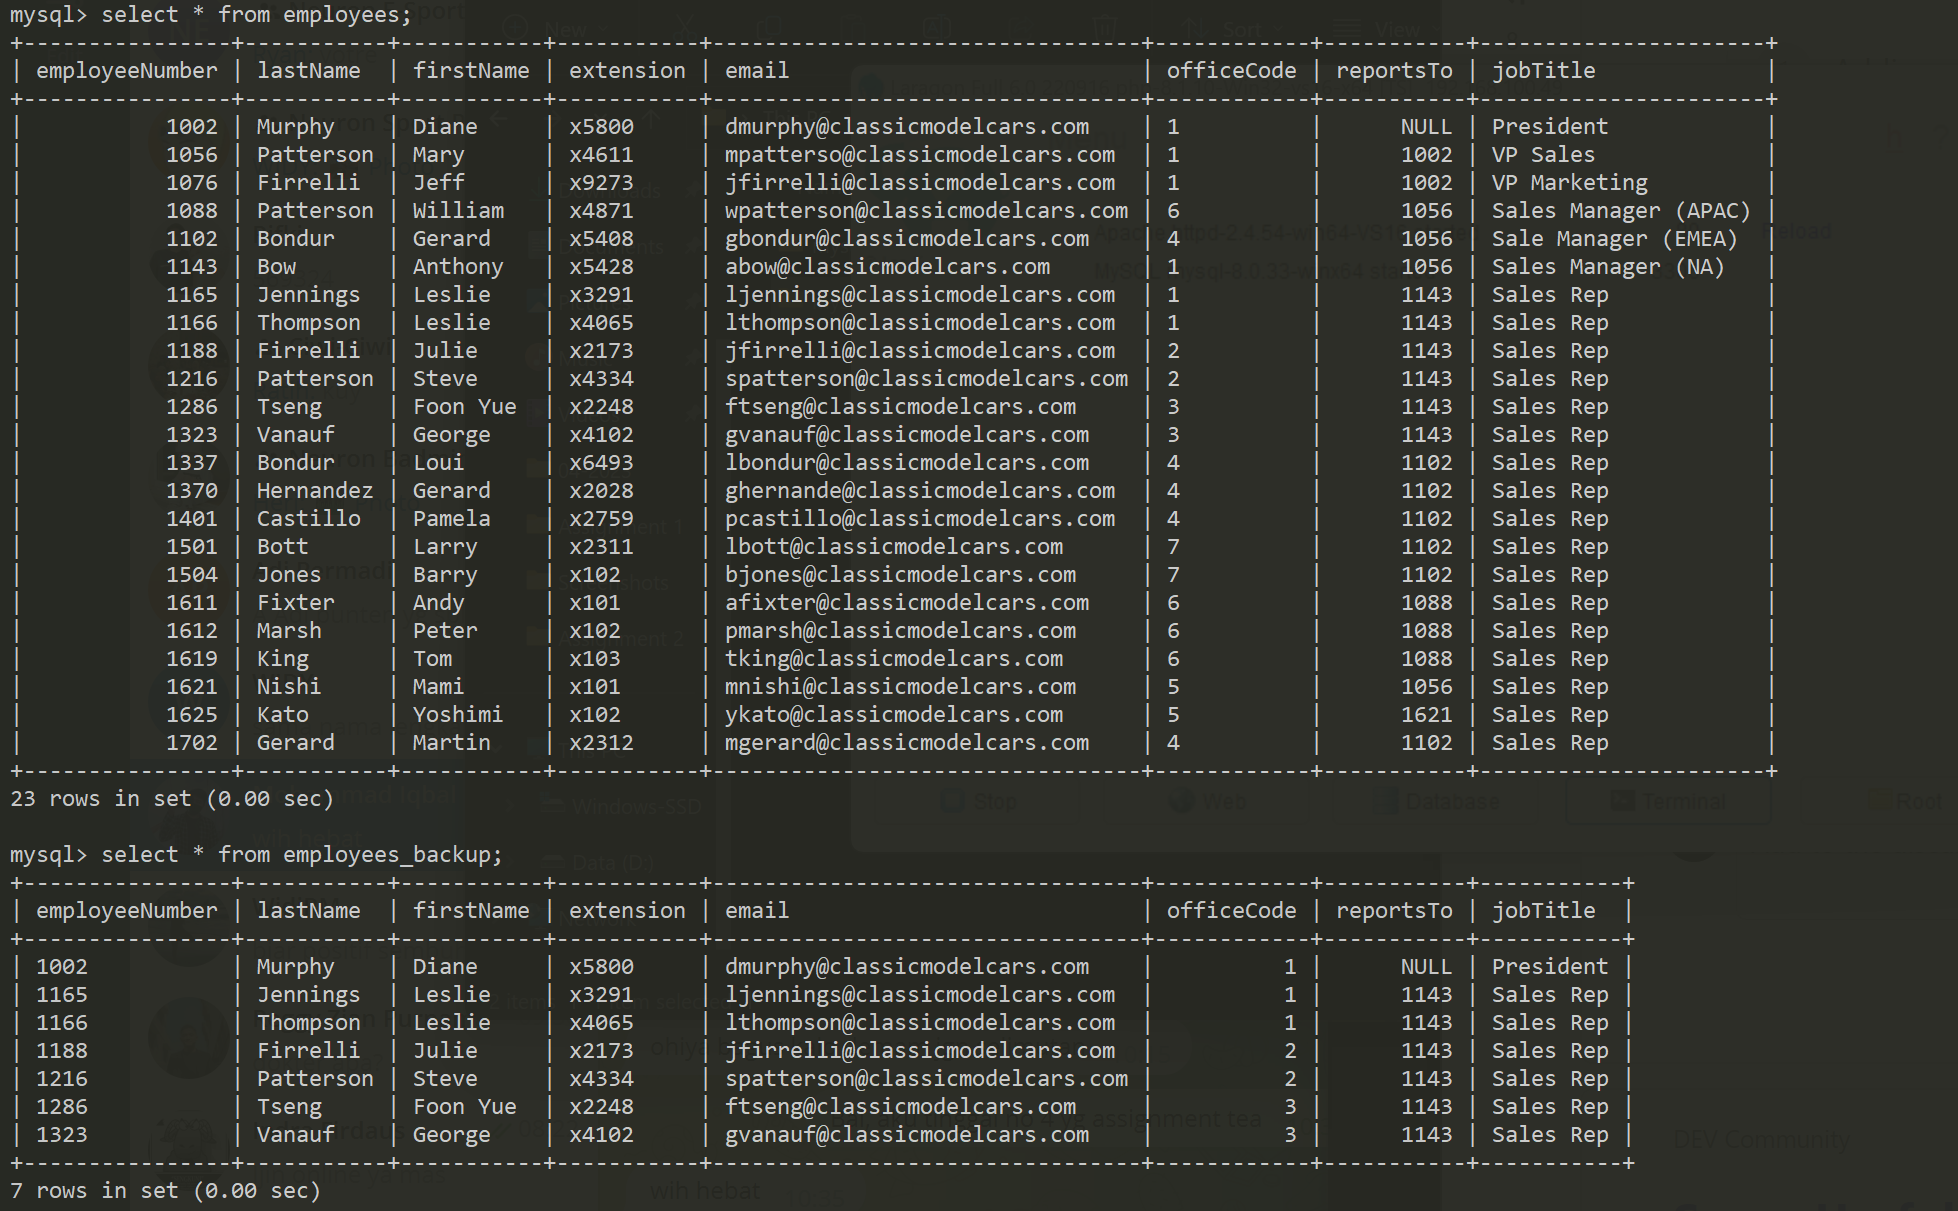 mysql> select * from employees;
+----------------+-----------+-----------+-----------+---------------------------------+------------+-----------+----------------------+
| employeeNumber | lastName  | firstName | extension | email                           | officeCode | reportsTo | jobTitle             |
+----------------+-----------+-----------+-----------+---------------------------------+------------+-----------+----------------------+
|           1002 | Murphy    | Diane     | x5800     | dmurphy@classicmodelcars.com    | 1          |      NULL | President            |
|           1056 | Patterson | Mary      | x4611     | mpatterso@classicmodelcars.com  | 1          |      1002 | VP Sales             |
|           1076 | Firrelli  | Jeff      | x9273     | jfirrelli@classicmodelcars.com  | 1          |      1002 | VP Marketing         |
|           1088 | Patterson | William   | x4871     | wpatterson@classicmodelcars.com | 6          |      1056 | Sales Manager (APAC) |
|           1102 | Bondur    | Gerard    | x5408     | gbondur@classicmodelcars.com    | 4          |      1056 | Sale Manager (EMEA)  |
|           1143 | Bow       | Anthony   | x5428     | abow@classicmodelcars.com       | 1          |      1056 | Sales Manager (NA)   |
|           1165 | Jennings  | Leslie    | x3291     | ljennings@classicmodelcars.com  | 1          |      1143 | Sales Rep            |
|           1166 | Thompson  | Leslie    | x4065     | lthompson@classicmodelcars.com  | 1          |      1143 | Sales Rep            |
|           1188 | Firrelli  | Julie     | x2173     | jfirrelli@classicmodelcars.com  | 2          |      1143 | Sales Rep            |
|           1216 | Patterson | Steve     | x4334     | spatterson@classicmodelcars.com | 2          |      1143 | Sales Rep            |
|           1286 | Tseng     | Foon Yue  | x2248     | ftseng@classicmodelcars.com     | 3          |      1143 | Sales Rep            |
|           1323 | Vanauf    | George    | x4102     | gvanauf@classicmodelcars.com    | 3          |      1143 | Sales Rep            |
|           1337 | Bondur    | Loui      | x6493     | lbondur@classicmodelcars.com    | 4          |      1102 | Sales Rep            |
|           1370 | Hernandez | Gerard    | x2028     | ghernande@classicmodelcars.com  | 4          |      1102 | Sales Rep            |
|           1401 | Castillo  | Pamela    | x2759     | pcastillo@classicmodelcars.com  | 4          |      1102 | Sales Rep            |
|           1501 | Bott      | Larry     | x2311     | lbott@classicmodelcars.com      | 7          |      1102 | Sales Rep            |
|           1504 | Jones     | Barry     | x102      | bjones@classicmodelcars.com     | 7          |      1102 | Sales Rep            |
|           1611 | Fixter    | Andy      | x101      | afixter@classicmodelcars.com    | 6          |      1088 | Sales Rep            |
|           1612 | Marsh     | Peter     | x102      | pmarsh@classicmodelcars.com     | 6          |      1088 | Sales Rep            |
|           1619 | King      | Tom       | x103      | tking@classicmodelcars.com      | 6          |      1088 | Sales Rep            |
|           1621 | Nishi     | Mami      | x101      | mnishi@classicmodelcars.com     | 5          |      1056 | Sales Rep            |
|           1625 | Kato      | Yoshimi   | x102      | ykato@classicmodelcars.com      | 5          |      1621 | Sales Rep            |
|           1702 | Gerard    | Martin    | x2312     | mgerard@classicmodelcars.com    | 4          |      1102 | Sales Rep            |
+----------------+-----------+-----------+-----------+---------------------------------+------------+-----------+----------------------+
23 rows in set (0.00 sec)
mysql> select * from employees_backup;
+----------------+-----------+-----------+-----------+---------------------------------+------------+-----------+-----------+
| employeeNumber | lastName  | firstName | extension | email                           | officeCode | reportsTo | jobTitle  |
+----------------+-----------+-----------+-----------+---------------------------------+------------+-----------+-----------+
| 1002           | Murphy    | Diane     | x5800     | dmurphy@classicmodelcars.com    |          1 |      NULL | President |
| 1165           | Jennings  | Leslie    | x3291     | ljennings@classicmodelcars.com  |          1 |      1143 | Sales Rep |
| 1166           | Thompson  | Leslie    | x4065     | lthompson@classicmodelcars.com  |          1 |      1143 | Sales Rep |
| 1188           | Firrelli  | Julie     | x2173     | jfirrelli@classicmodelcars.com  |          2 |      1143 | Sales Rep |
| 1216           | Patterson | Steve     | x4334     | spatterson@classicmodelcars.com |          2 |      1143 | Sales Rep |
| 1286           | Tseng     | Foon Yue  | x2248     | ftseng@classicmodelcars.com     |          3 |      1143 | Sales Rep |
| 1323           | Vanauf    | George    | x4102     | gvanauf@classicmodelcars.com    |          3 |      1143 | Sales Rep |
+----------------+-----------+-----------+-----------+---------------------------------+------------+-----------+-----------+
7 rows in set (0.00 sec)